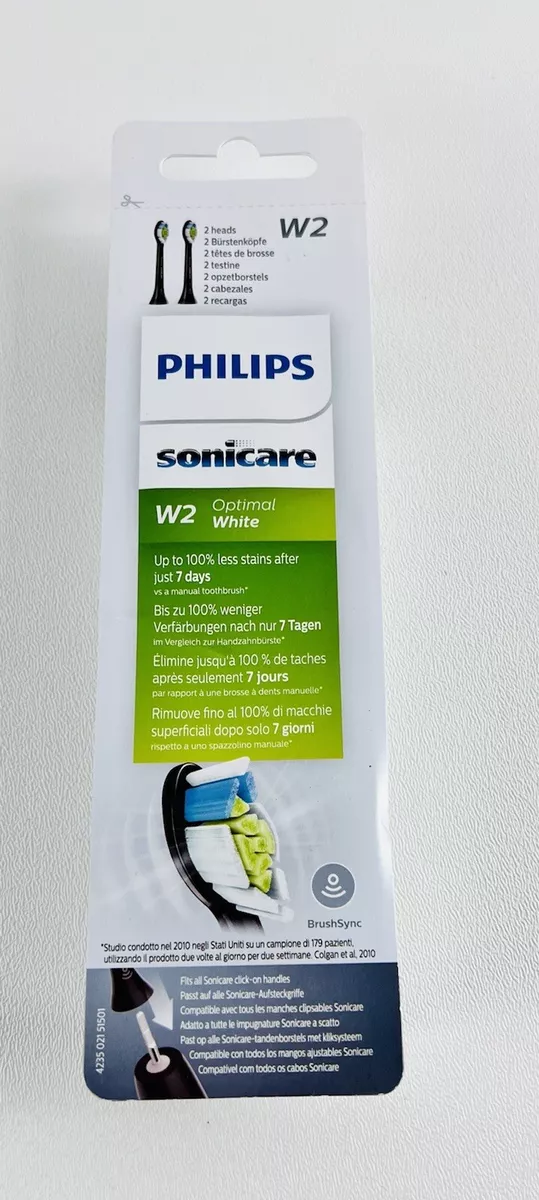 W2
2 heads
2 Bürstenköpfe
2 têtes de brosse
2 testine
2 opzetborstels
2 cabezales
2 recargas
PHILIPS
sonicare
W2 Optimal
White
Up to 100% less stains after
just 7 days
vs a manual toothbrush*
Bis zu 100% weniger
Verfärbungen nach nur 7 Tagen
im Vergleich zur Handzahnbürste*
Élimine jusqu'à 100 % de taches
après seulement 7 jours
par rapport à une brosse à dents manuelle*
Rimuove fino al 100% di macchie
superficiali dopo solo 7 giorni
rispetto a uno spazzolino manuale*
BrushSync
*Studio condotto nel 2010 negli Stati Uniti su un campione di 179 pazienti,
utilizzando il prodotto due volte al giorno per due settimane. Colgan et al, 2010
Fits all Sonicare click-on handles
Passt auf alle Sonicare-Aufsteckgriffe
Compatible avec tous les manches clipsables Sonicare
Adatto a tutte le impugnature Sonicare a scatto
Past op alle Sonicare-tandenborstels met kliksysteem
Compatible con todos los mangos ajustables Sonicare
Compatível com todos os cabos Sonicare
4235 021 51501